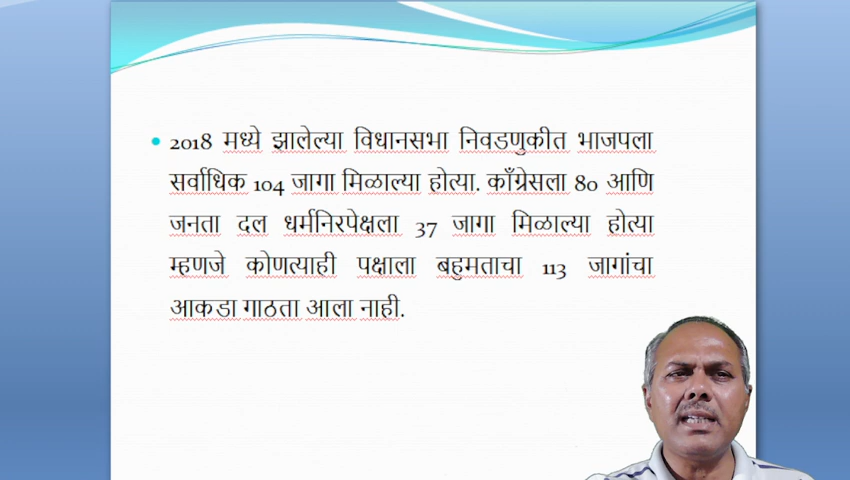 2018 मध्ये झालेल्या विधानसभा निवडणुकीत भाजपला
सर्वाधिक 104 जागा मिळाल्या होत्या. काँग्रेसला 80 आणि
जनता दल धर्मनिरपेक्षला 37 जागा मिळाल्या होत्या
म्हणजे कोणत्याही पक्षाला बहुमताचा 113 जागांचा
आकडा गाठता आला नाही.